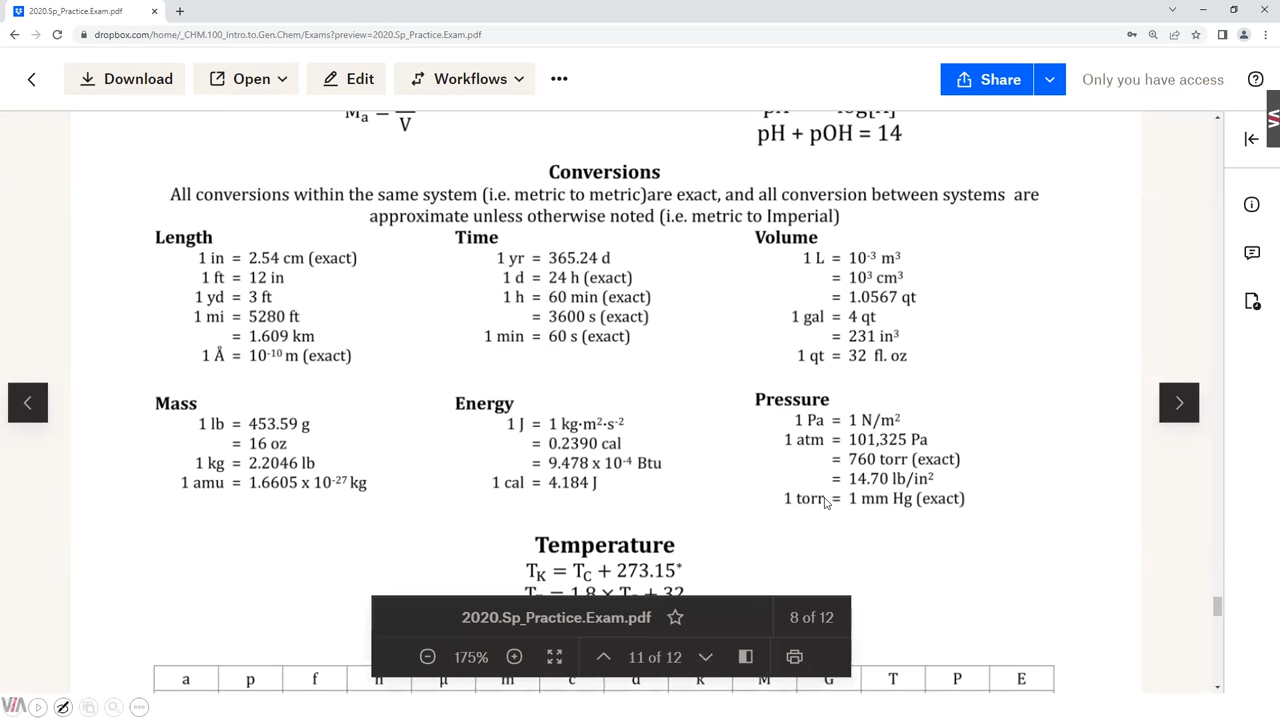 2020.Sp_Practice.Exam.pdf
dropbox.com/home/_CHM.100_Intro.to.Gen.Chem/Exams?preview=2020.Sp_Practice.Exam.pdf
Download Open Edit Workflows ••• Share Only you have access
Mₐ = —
V
pH + pOH = 14
Conversions
All conversions within the same system (i.e. metric to metric)are exact, and all conversion between systems are
approximate unless otherwise noted (i.e. metric to Imperial)
Length
1 in = 2.54 cm (exact)
1 ft = 12 in
1 yd = 3 ft
1 mi = 5280 ft
= 1.609 km
1 Å = 10⁻¹⁰ m (exact)
Time
1 yr = 365.24 d
1 d = 24 h (exact)
1 h = 60 min (exact)
= 3600 s (exact)
1 min = 60 s (exact)
Volume
1 L = 10⁻³ m³
= 10³ cm³
= 1.0567 qt
1 gal = 4 qt
= 231 in³
1 qt = 32 fl. oz
Mass
1 lb = 453.59 g
= 16 oz
1 kg = 2.2046 lb
1 amu = 1.6605 x 10⁻²⁷ kg
Energy
1 J = 1 kg·m²·s⁻²
= 0.2390 cal
= 9.478 x 10⁻⁴ Btu
1 cal = 4.184 J
Pressure
1 Pa = 1 N/m²
1 atm = 101,325 Pa
= 760 torr (exact)
= 14.70 lb/in²
1 torr = 1 mm Hg (exact)
Temperature
T_K = T_C + 273.15*
2020.Sp_Practice.Exam.pdf 8 of 12
175% 11 of 12
a p f n μ m c d k M G T P E
VIA